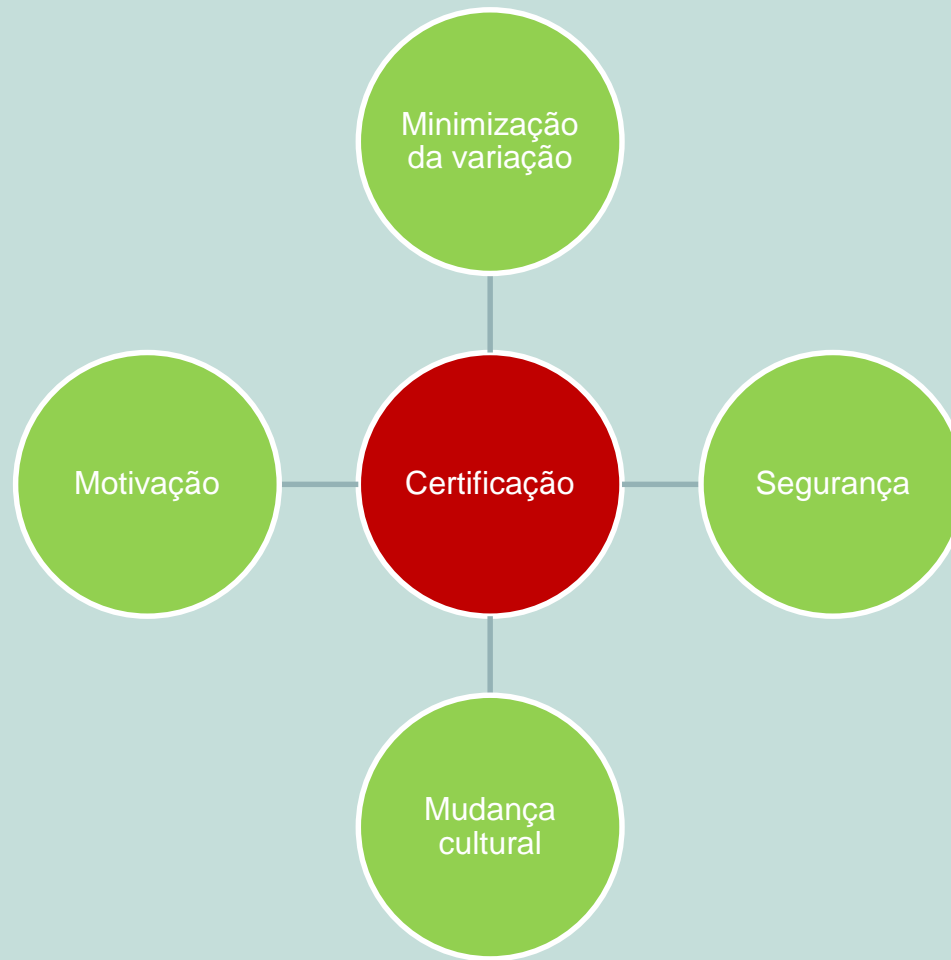 Minimização
da variação
Motivação
Certificação
Segurança
Mudança
cultural